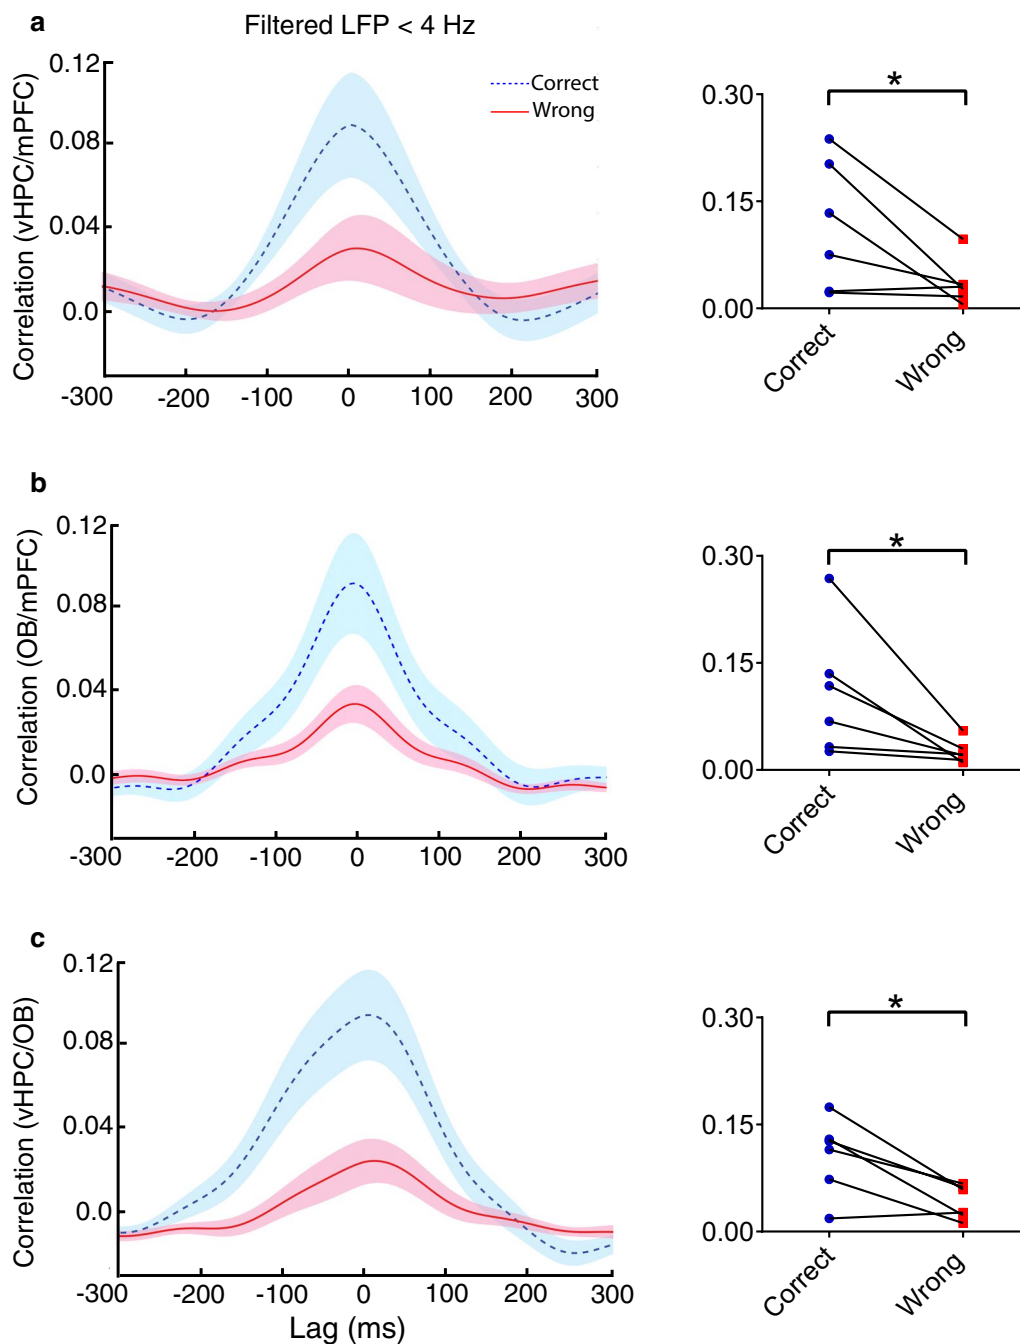 a
Filtered LFP < 4 Hz
Correlation (vHPC/mPFC)
0.12
0.08
0.04
0.0
-300 -200 -100 0 100 200 300
Correct
Wrong
*
0.30
0.15
0.00
Correct
Wrong
b
Correlation (OB/mPFC)
0.12
0.08
0.04
0.0
-300 -200 -100 0 100 200 300
*
0.30
0.15
0.00
Correct
Wrong
c
Correlation (vHPC/OB)
0.12
0.08
0.04
0.0
-300 -200 -100 0 100 200 300
Lag (ms)
*
0.30
0.15
0.00
Correct
Wrong